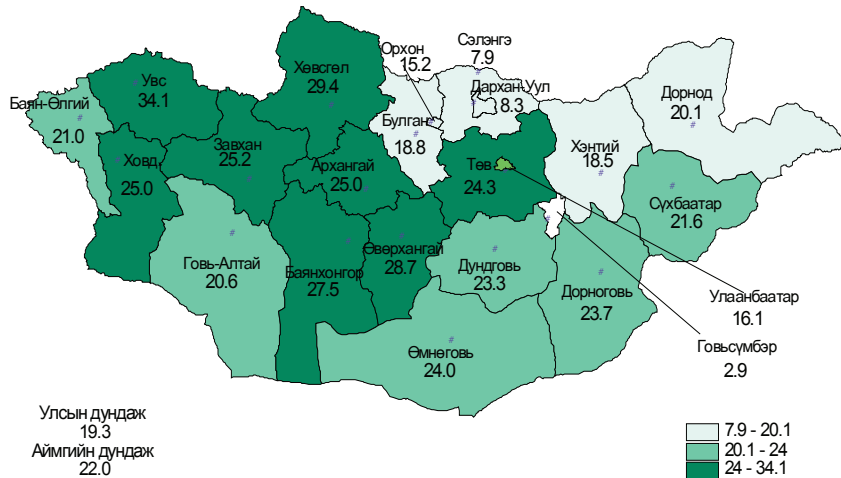 Сэлэнгэ
7.9
Орхон
15.2
Хөвсгөл
29.4
Увс
34.1
Дархан-Уул
8.3
Дорнод
20.1
Баян-Өлгий
21.0
Булган
18.8
Завхан
25.2
Хэнтий
18.5
Ховд
25.0
Архангай
25.0
Төв
24.3
Сүхбаатар
21.6
Говь-Алтай
20.6
Баянхонгор
27.5
Өвөрхангай
28.7
Дундговь
23.3
Дорноговь
23.7
Улаанбаатар
16.1
Говьсүмбэр
2.9
Өмнөговь
24.0
Улсын дундаж
19.3
Аймгийн дундаж
22.0
7.9 - 20.1
20.1 - 24
24 - 34.1